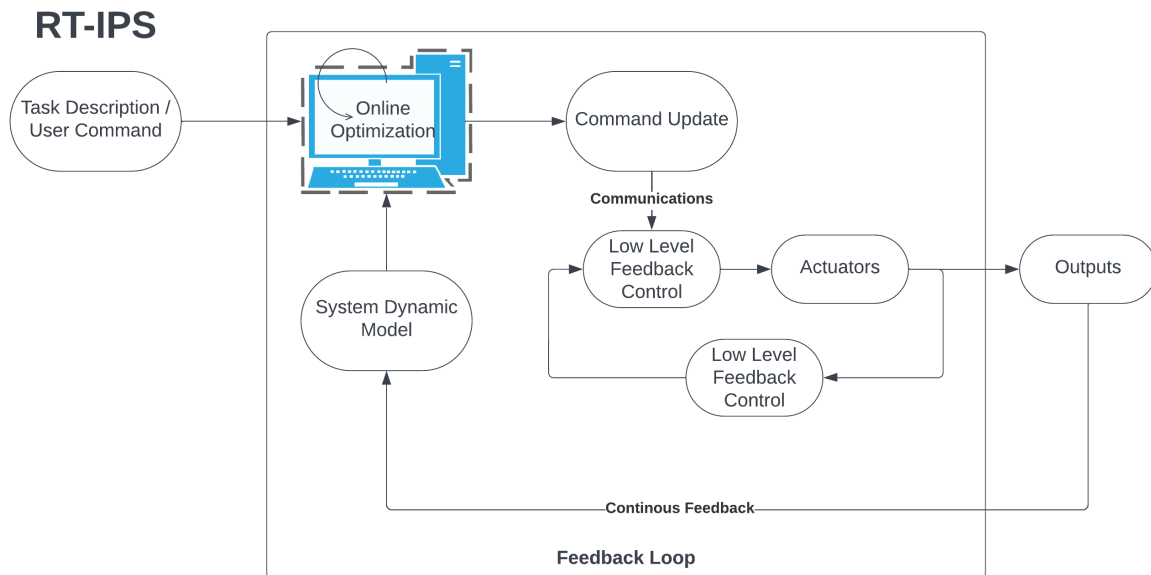 RT-IPS
Task Description /
User Command
Online
Optimization
Command Update
Communications
Low Level
Feedback
Control
Actuators
Outputs
System Dynamic
Model
Low Level
Feedback
Control
Continous Feedback
Feedback Loop